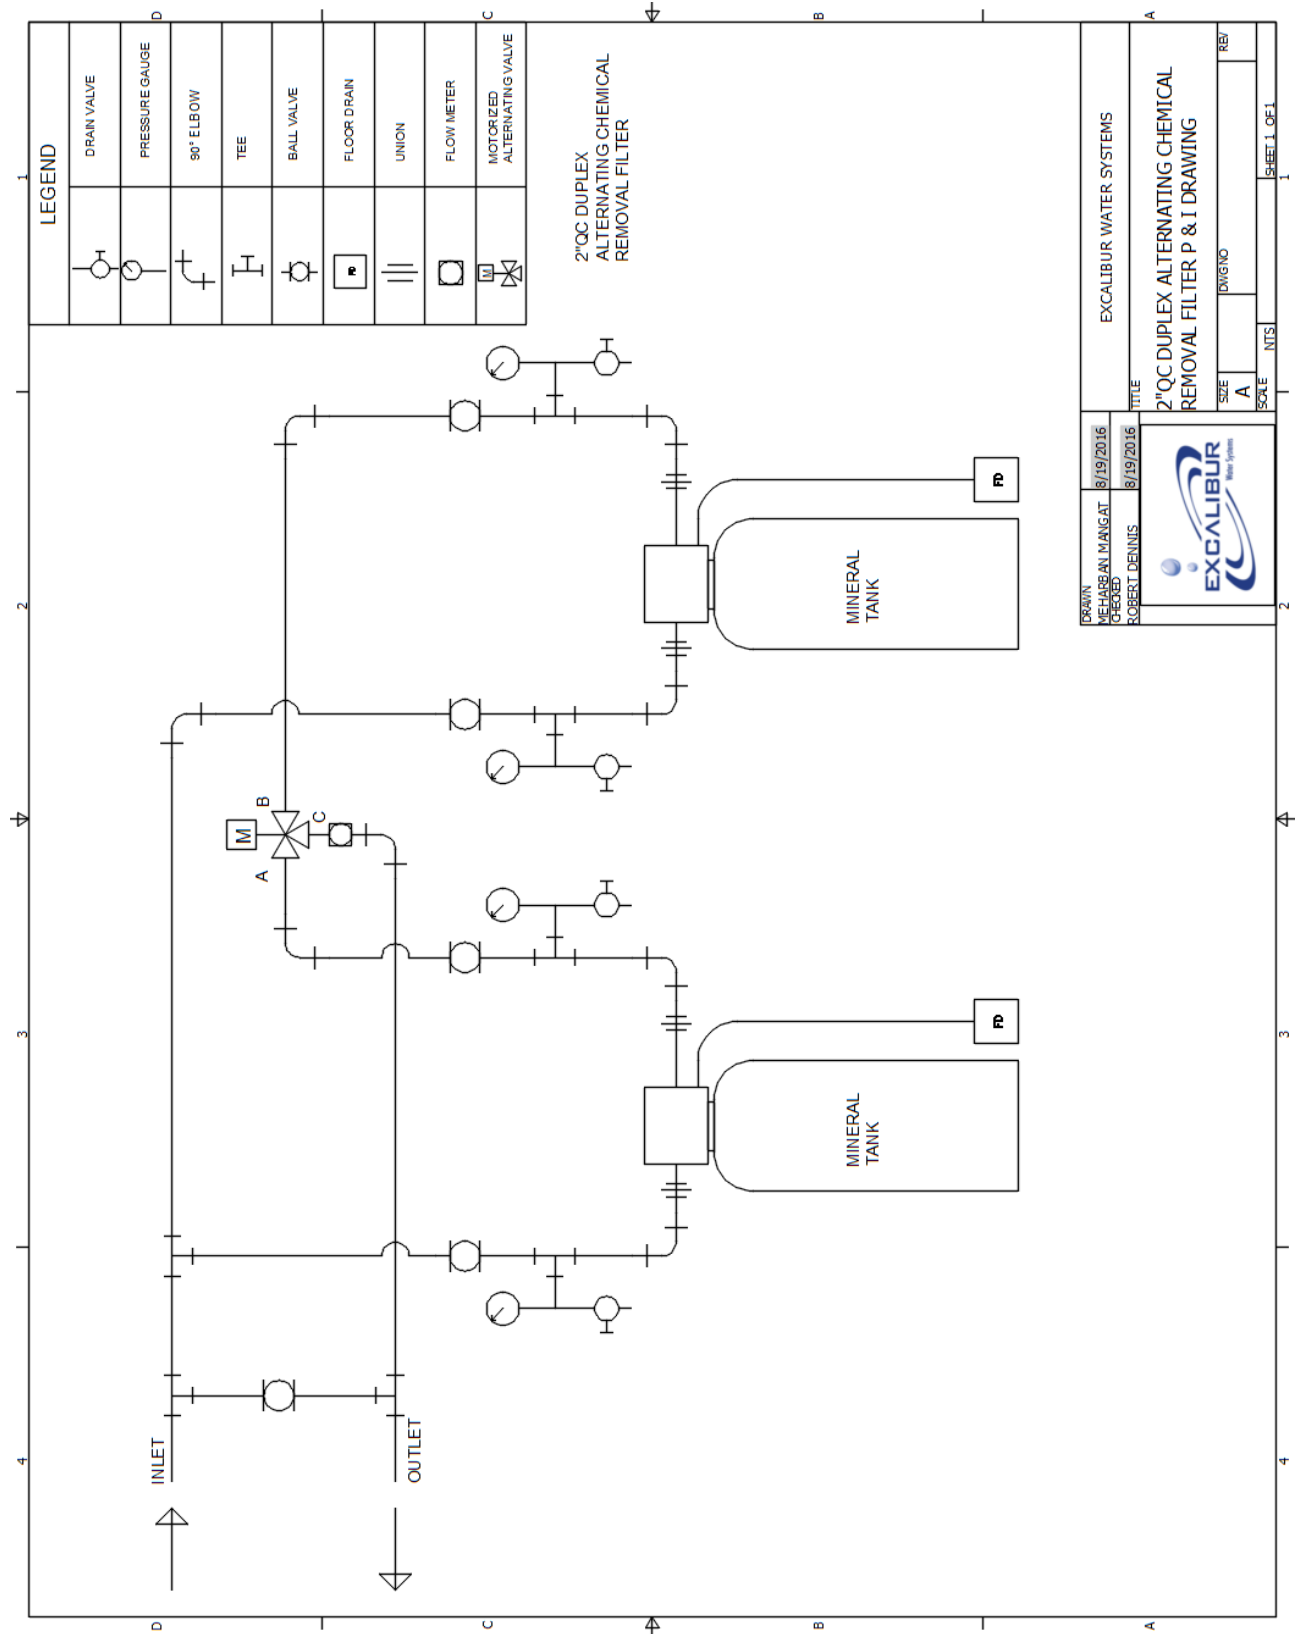 4
3
2
1
D
C
B
A
LEGEND
DRAIN VALVE
PRESSURE GAUGE
90° ELBOW
TEE
BALL VALVE
FD
FLOOR DRAIN
UNION
FLOW METER
M
MOTORIZED
ALTERNATING VALVE
2"QC DUPLEX
ALTERNATING CHEMICAL
REMOVAL FILTER
INLET
OUTLET
M
A
B
C
MINERAL
TANK
FD
MINERAL
TANK
FD
DRAWN
MEHARBAN MANGAT
8/19/2016
CHECKED
ROBERT DENNIS
8/19/2016
EXCALIBUR
Water Systems
EXCALIBUR WATER SYSTEMS
TITLE
2"QC DUPLEX ALTERNATING CHEMICAL
REMOVAL FILTER P & I DRAWING
SIZE
A
DWG NO
REV
SCALE
NTS
SHEET 1 OF1
D
C
B
A
4
3
2
1